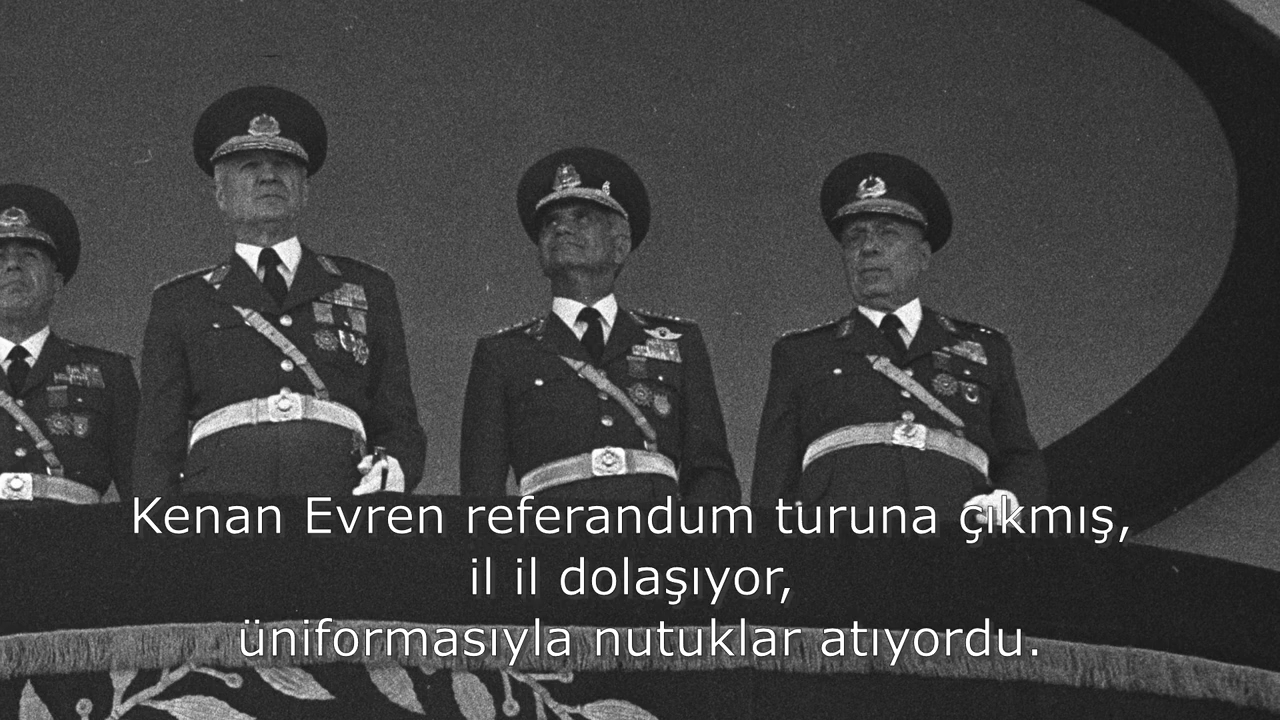 Kenan Evren referandum turuna çıkmış,
il il dolaşıyor,
üniformasıyla nutuklar atıyordu.